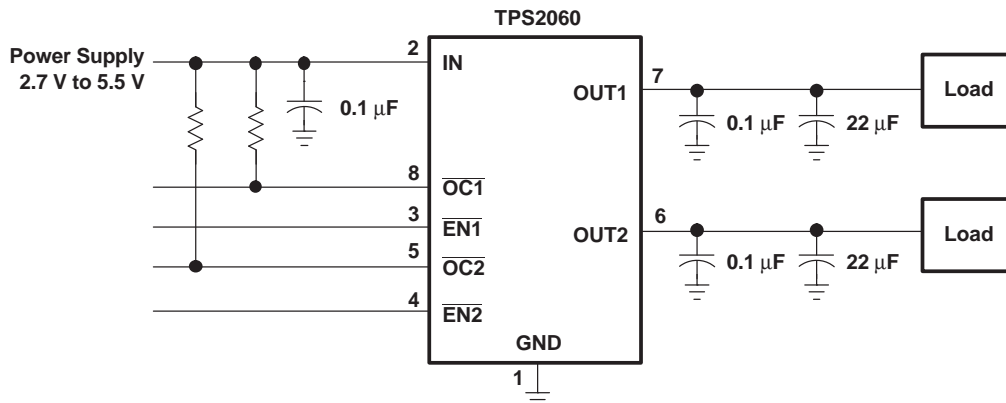 TPS2060
Power Supply
2.7 V to 5.5 V
2
IN
0.1 μF
7
OUT1
0.1 μF
22 μF
Load
8
OC1
3
EN1
5
OC2
4
EN2
6
OUT2
0.1 μF
22 μF
Load
GND
1